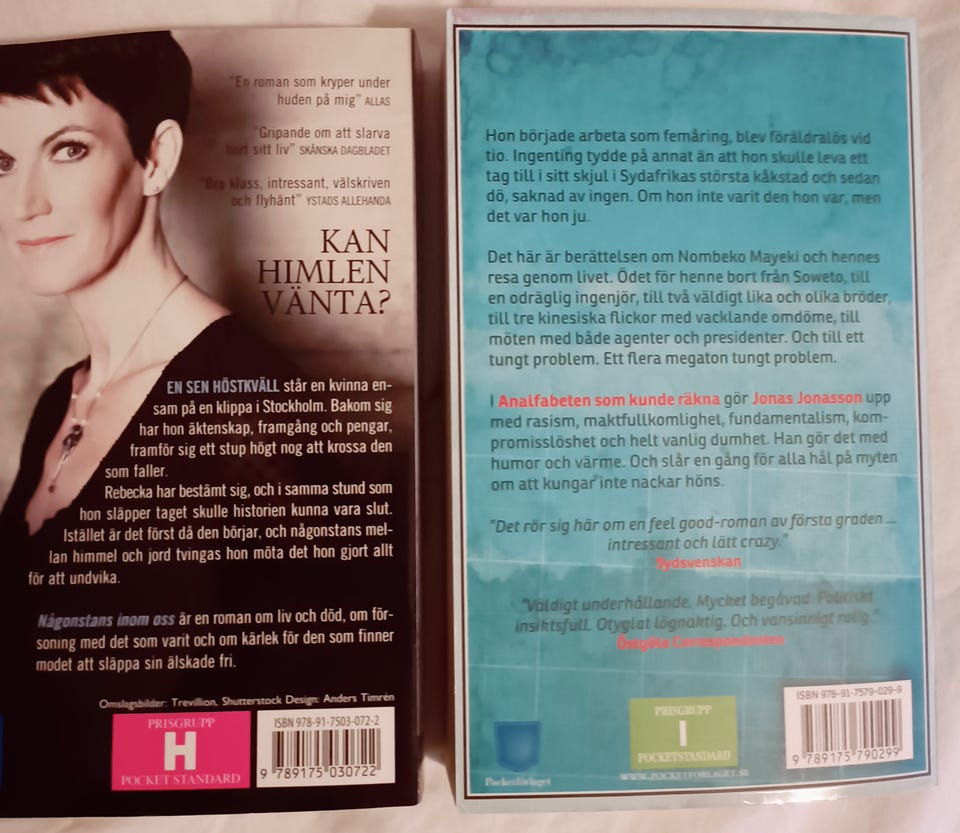 "En roman som kryper under
huden på mig" ALLAS
"Gripande om att slarva
bort sitt liv" SKÅNSKA DAGBLADET
"Bra klass, intressant, välskriven
och flyhänt" YSTADS ALLEHANDA
KAN
HIMLEN
VÄNTA?
EN SEN HÖSTKVÄLL står en kvinna en-
sam på en klippa i Stockholm. Bakom sig
har hon äktenskap, framgång och pengar,
framför sig ett stup högt nog att krossa den
som faller.
Rebecka har bestämt sig, och i samma stund som
hon släpper taget skulle historien kunna vara slut.
Istället är det först då den börjar, och någonstans mel-
lan himmel och jord tvingas hon möta det hon gjort allt
för att undvika.
Någonstans inom oss är en roman om liv och död, om för-
soning med det som varit och om kärlek för den som finner
modet att släppa sin älskade fri.
Omslagsbilder: Trevillion, Shutterstock Design: Anders Timrén
PRISGRUPP
H
POCKET STANDARD
ISBN 978-91-7503-072-2
9 789175 030722
Hon började arbeta som femåring, blev föräldralös vid
tio. Ingenting tydde på annat än att hon skulle leva ett
tag till i sitt skjul i Sydafrikas största kåkstad och sedan
dö, saknad av ingen. Om hon inte varit den hon var, men
det var hon ju.
Det här är berättelsen om Nombeko Mayeki och hennes
resa genom livet. Ödet för henne bort från Soweto, till
en odräglig ingenjör, till två väldigt lika och olika bröder,
till tre kinesiska flickor med vacklande omdöme, till
möten med både agenter och presidenter. Och till ett
tungt problem. Ett flera megaton tungt problem.
I Analfabeten som kunde räkna gör Jonas Jonasson upp
med rasism, maktfullkomlighet, fundamentalism, kom-
promisslöshet och helt vanlig dumhet. Han gör det med
humor och värme. Och slår en gång för alla hål på myten
om att kungar inte nackar höns.
"Det rör sig här om en feel good-roman av första graden ...
intressant och lätt crazy."
Sydsvenskan
"Väldigt underhållande. Mycket begåvad. Politiskt
insiktsfull. Otyglat lögnaktig. Och vansinnigt rolig."
Östgöta Correspondenten
Pocketförlaget
PRISGRUPP
I
POCKETSTANDARD
WWW.POCKETFORLAGET.SE
ISBN 978-91-7579-029-9
9 789175 790299